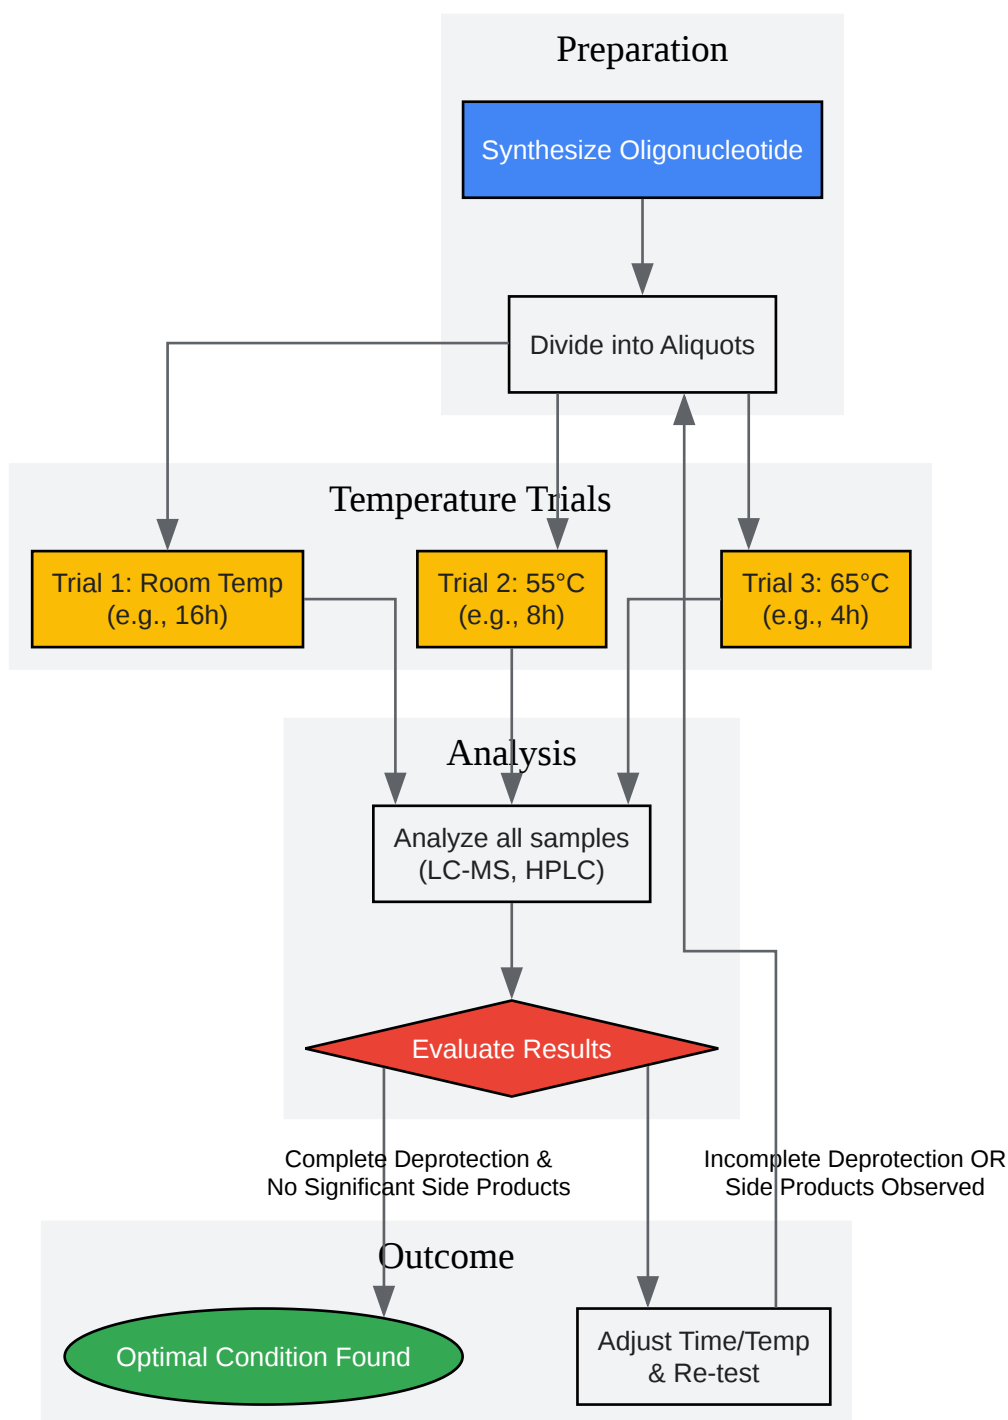 Preparation
Synthesize Oligonucleotide
Divide into Aliquots
Temperature Trials
Trial 1: Room Temp
(e.g., 16h)
Trial 2: 55°C
(e.g., 8h)
Trial 3: 65°C
(e.g., 4h)
Analysis
Analyze all samples
(LC-MS, HPLC)
Evaluate Results
Complete Deprotection &
No Significant Side Products
Incomplete Deprotection OR
Side Products Observed
Outcome
Optimal Condition Found
Adjust Time/Temp
& Re-test